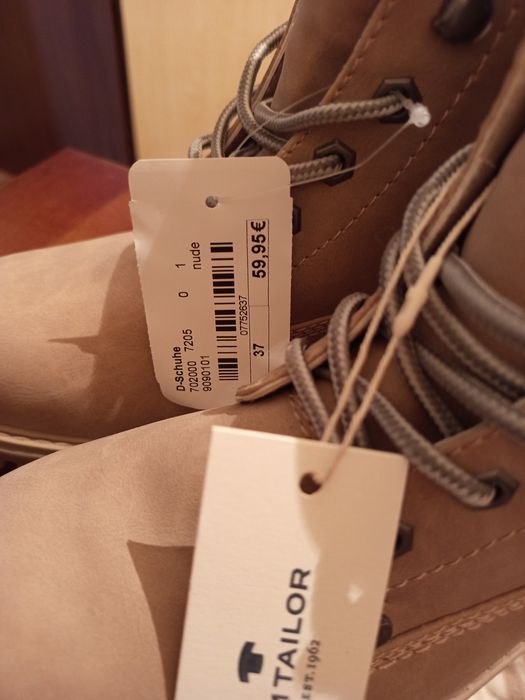 D-Schuhe
702000 7205 0 1
9090101 nude
07752637
37 59,95€
TAILOR
EST.1962